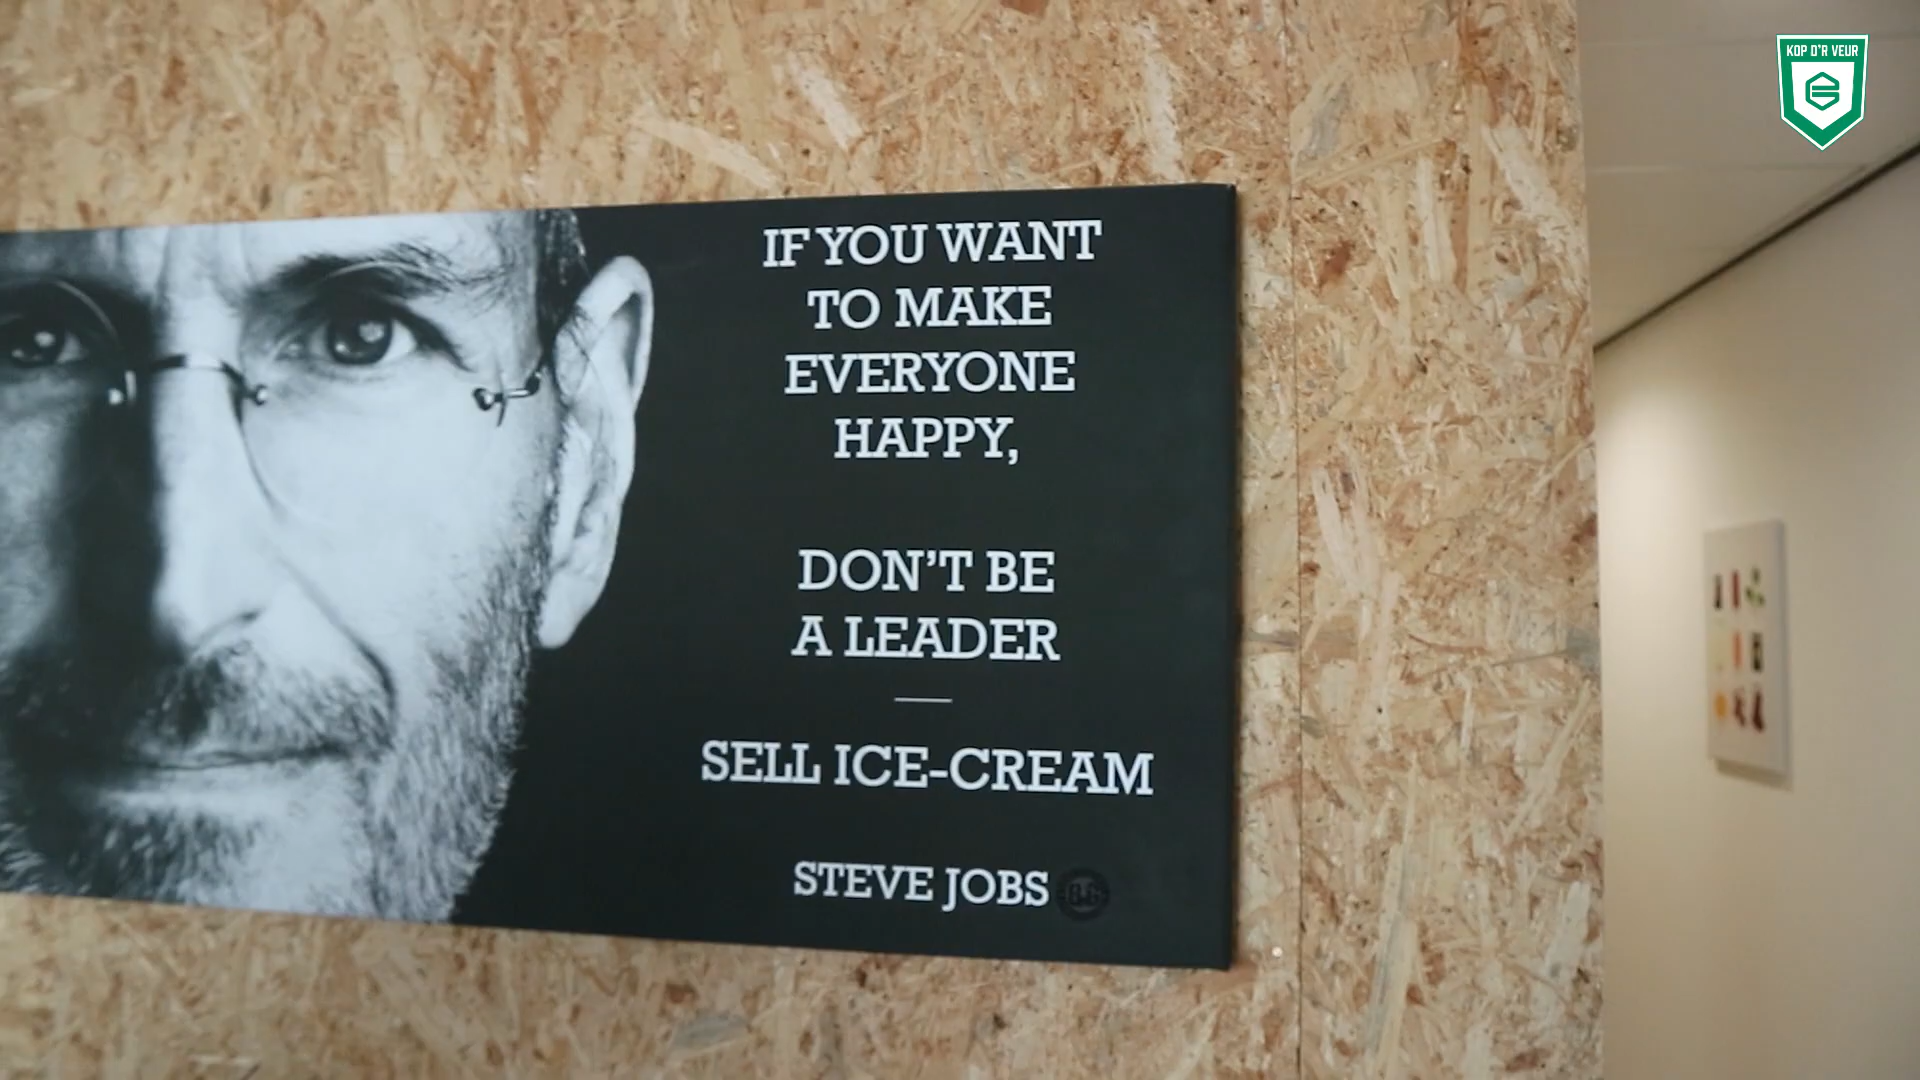 KOP D'R VEUR
IF YOU WANT
TO MAKE
EVERYONE
HAPPY,
DON'T BE
A LEADER
SELL ICE-CREAM
STEVE JOBS